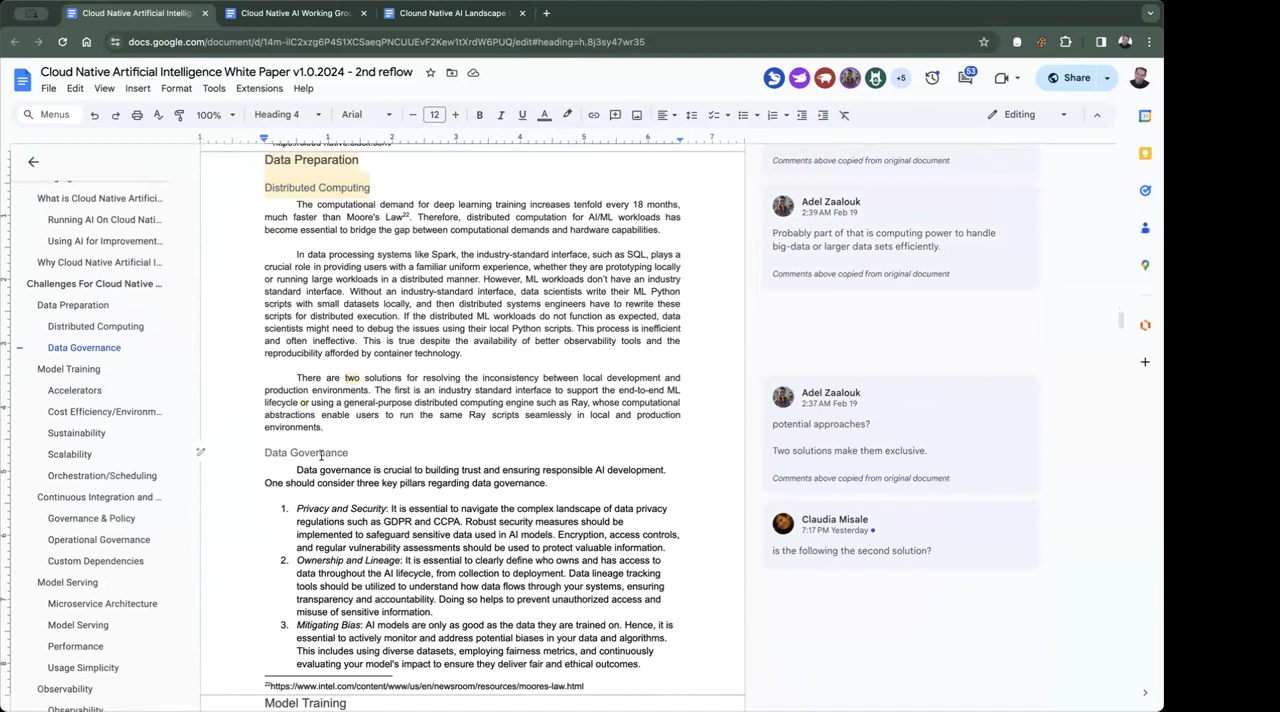 Cloud Native Artificial Intellig
Cloud Native AI Working Grou
Clound Native AI Landscape
docs.google.com/document/d/14m-ilC2xzg6P4S1XCSaeqPNCUUEvF2Kew1tXrdW6PUQ/edit#heading=h.8j3sy47wr35
Cloud Native Artificial Intelligence White Paper v1.0.2024 - 2nd reflow
File Edit View Insert Format Tools Extensions Help
+5
53
Share
Menus
100%
Heading 4
Arial
12
B I U A
Editing
1 1 2 3 4 5 6 7
What is Cloud Native Artifici...
Running AI On Cloud Nati...
Using AI for Improvement...
Why Cloud Native Artificial I...
Challenges For Cloud Native ...
Data Preparation
Distributed Computing
Data Governance
Model Training
Accelerators
Cost Efficiency/Environm...
Sustainability
Scalability
Orchestration/Scheduling
Continuous Integration and ...
Governance & Policy
Operational Governance
Custom Dependencies
Model Serving
Microservice Architecture
Model Serving
Performance
Usage Simplicity
Observability
Observability
Data Preparation
Distributed Computing
The computational demand for deep learning training increases tenfold every 18 months,
much faster than Moore's Law22. Therefore, distributed computation for AI/ML workloads has
become essential to bridge the gap between computational demands and hardware capabilities.
In data processing systems like Spark, the industry-standard interface, such as SQL, plays a
crucial role in providing users with a familiar uniform experience, whether they are prototyping locally
or running large workloads in a distributed manner. However, ML workloads don't have an industry
standard interface. Without an industry-standard interface, data scientists write their ML Python
scripts with small datasets locally, and then distributed systems engineers have to rewrite these
scripts for distributed execution. If the distributed ML workloads do not function as expected, data
scientists might need to debug the issues using their local Python scripts. This process is inefficient
and often ineffective. This is true despite the availability of better observability tools and the
reproducibility afforded by container technology.
There are two solutions for resolving the inconsistency between local development and
production environments. The first is an industry standard interface to support the end-to-end ML
lifecycle or using a general-purpose distributed computing engine such as Ray, whose computational
abstractions enable users to run the same Ray scripts seamlessly in local and production
environments.
Data Governance
Data governance is crucial to building trust and ensuring responsible AI development.
One should consider three key pillars regarding data governance.
1. Privacy and Security: It is essential to navigate the complex landscape of data privacy
regulations such as GDPR and CCPA. Robust security measures should be
implemented to safeguard sensitive data used in AI models. Encryption, access controls,
and regular vulnerability assessments should be used to protect valuable information.
2. Ownership and Lineage: It is essential to clearly define who owns and has access to
data throughout the AI lifecycle, from collection to deployment. Data lineage tracking
tools should be utilized to understand how data flows through your systems, ensuring
transparency and accountability. Doing so helps to prevent unauthorized access and
misuse of sensitive information.
3. Mitigating Bias: AI models are only as good as the data they are trained on. Hence, it is
essential to actively monitor and address potential biases in your data and algorithms.
This includes using diverse datasets, employing fairness metrics, and continuously
evaluating your model's impact to ensure they deliver fair and ethical outcomes.
22https://www.intel.com/content/www/us/en/newsroom/resources/moores-law.html
Model Training
Comments above copied from original document
Adel Zaalouk
2:39 AM Feb 19
Probably part of that is computing power to handle
big-data or larger data sets efficiently.
Comments above copied from original document
Adel Zaalouk
2:37 AM Feb 19
potential approaches?
Two solutions make them exclusive.
Comments above copied from original document
Claudia Misale
7:17 PM Yesterday
is the following the second solution?